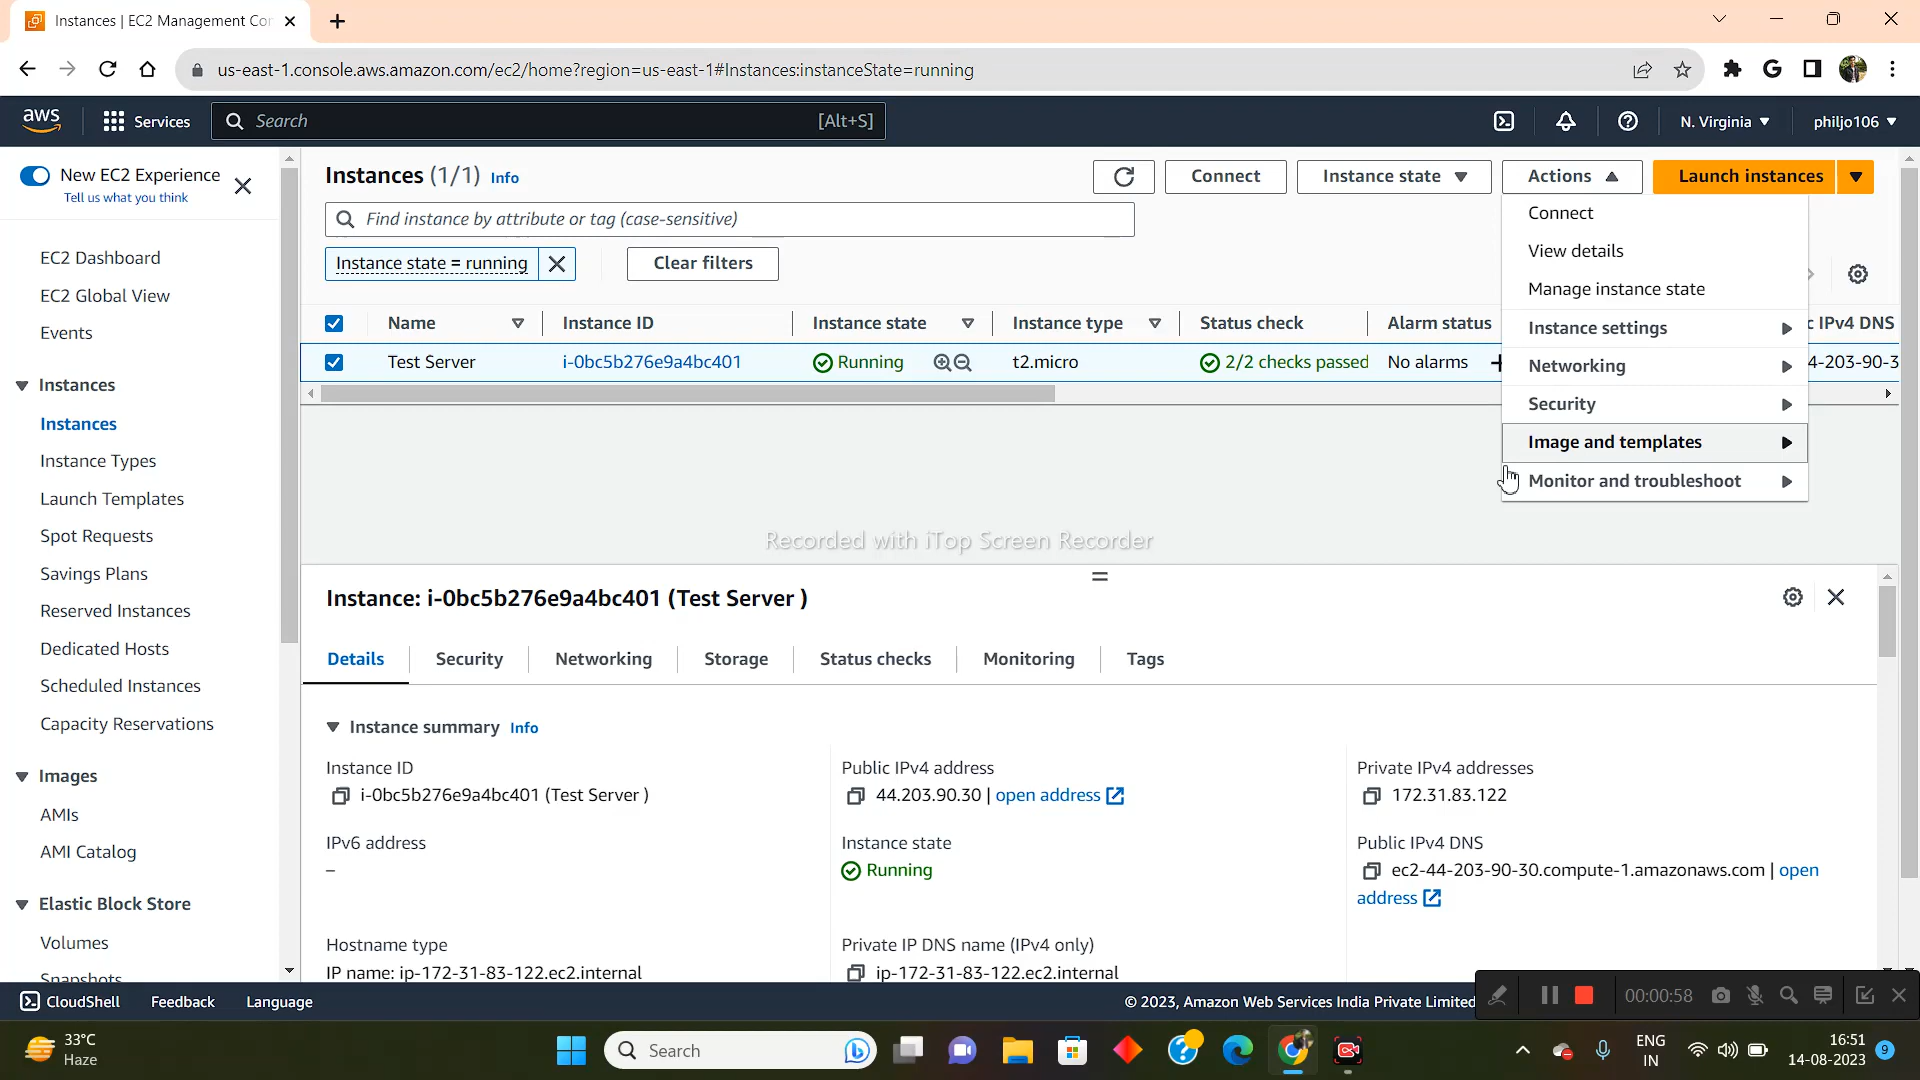 Instances | EC2 Management Con
us-east-1.console.aws.amazon.com/ec2/home?region=us-east-1#Instances:instanceState=running
aws
Services
Search
[Alt+S]
N. Virginia
philjo106
New EC2 Experience
Tell us what you think
EC2 Dashboard
EC2 Global View
Events
Instances
Instances
Instance Types
Launch Templates
Spot Requests
Savings Plans
Reserved Instances
Dedicated Hosts
Scheduled Instances
Capacity Reservations
Images
AMIs
AMI Catalog
Elastic Block Store
Volumes
Snapshots
Instances (1/1) Info
Connect
Instance state
Actions
Launch instances
Find instance by attribute or tag (case-sensitive)
Instance state = running
Clear filters
Connect
View details
Manage instance state
Instance settings
Networking
Security
Image and templates
Monitor and troubleshoot
Name
Instance ID
Instance state
Instance type
Status check
Alarm status
c IPv4 DNS
Test Server
i-0bc5b276e9a4bc401
Running
t2.micro
2/2 checks passed
No alarms
4-203-90-3
Recorded with iTop Screen Recorder
Instance: i-0bc5b276e9a4bc401 (Test Server )
Details
Security
Networking
Storage
Status checks
Monitoring
Tags
Instance summary Info
Instance ID
i-0bc5b276e9a4bc401 (Test Server )
Public IPv4 address
44.203.90.30 | open address
Private IPv4 addresses
172.31.83.122
IPv6 address
–
Instance state
Running
Public IPv4 DNS
ec2-44-203-90-30.compute-1.amazonaws.com | open
address
Hostname type
IP name: ip-172-31-83-122.ec2.internal
Private IP DNS name (IPv4 only)
ip-172-31-83-122.ec2.internal
CloudShell
Feedback
Language
© 2023, Amazon Web Services India Private Limited
00:00:58
33°C
Haze
Search
ENG
IN
16:51
14-08-2023
9